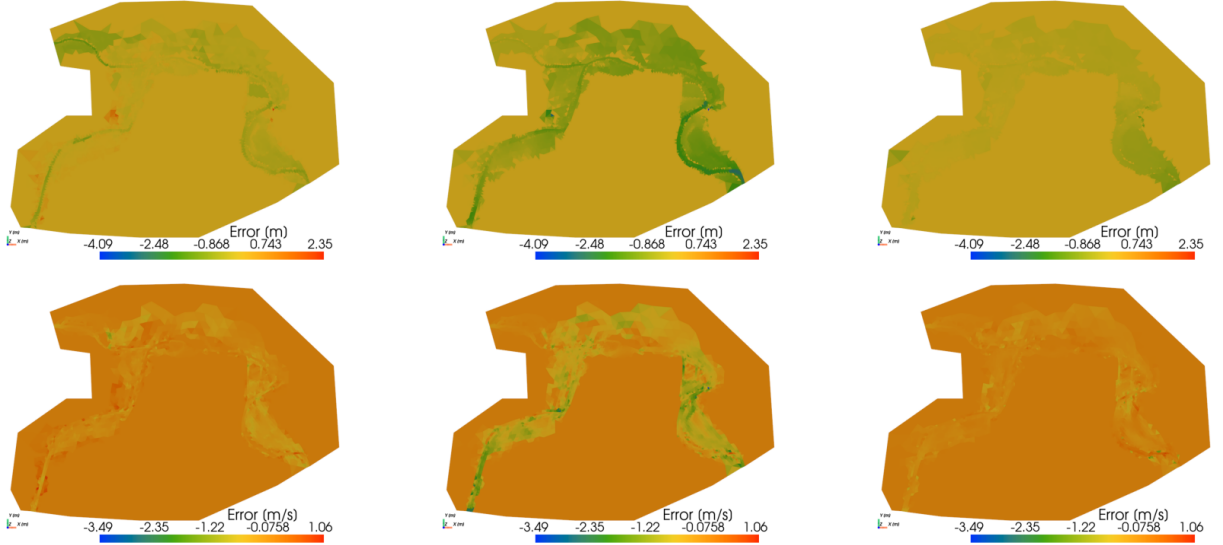 Error (m) Error (m) Error (m)
Y (m) Y (m) Y (m)
Z X (m) Z X (m) Z X (m)
-4.09 -2.48 -0.868 0.743 2.35 -4.09 -2.48 -0.868 0.743 2.35 -4.09 -2.48 -0.868 0.743 2.35
Error (m/s) Error (m/s) Error (m/s)
Y (m) Y (m) Y (m)
Z X (m) Z X (m) Z X (m)
-3.49 -2.35 -1.22 -0.0758 1.06 -3.49 -2.35 -1.22 -0.0758 1.06 -3.49 -2.35 -1.22 -0.0758 1.06